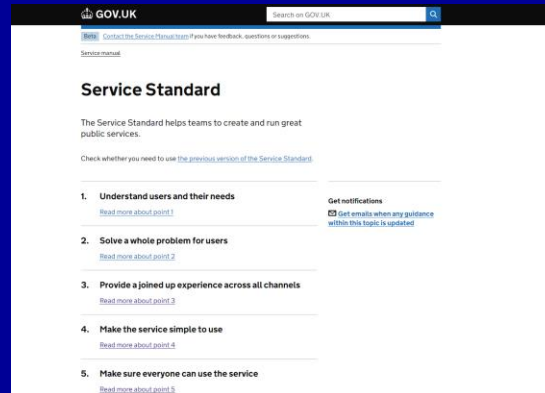 GOV.UK
Search on GOV.UK
Beta Contact the Service Manual team if you have feedback, questions or suggestions.
Service manual
Service Standard
The Service Standard helps teams to create and run great
public services.
Check whether you need to use the previous version of the Service Standard.
1. Understand users and their needs
Read more about point 1
Get notifications
Get emails when any guidance
within this topic is updated
2. Solve a whole problem for users
Read more about point 2
3. Provide a joined up experience across all channels
Read more about point 3
4. Make the service simple to use
Read more about point 4
5. Make sure everyone can use the service
Read more about point 5